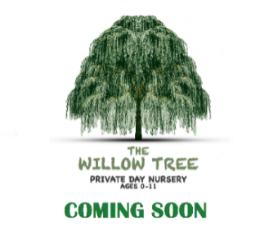 THE
WILLOW TREE
PRIVATE DAY NURSERY
AGES 0-11
COMING SOON